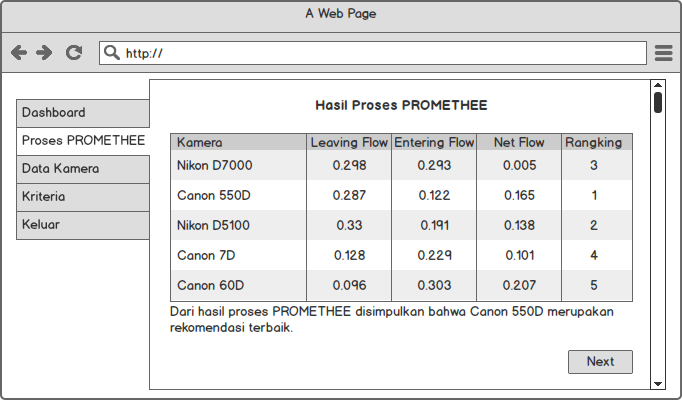 A Web Page
http://
Dashboard
Proses PROMETHEE
Data Kamera
Kriteria
Keluar
Hasil Proses PROMETHEE
Kamera Leaving Flow Entering Flow Net Flow Rangking
Nikon D7000 0.298 0.293 0.005 3
Canon 550D 0.287 0.122 0.165 1
Nikon D5100 0.33 0.191 0.138 2
Canon 7D 0.128 0.229 0.101 4
Canon 60D 0.096 0.303 0.207 5
Dari hasil proses PROMETHEE disimpulkan bahwa Canon 550D merupakan
rekomendasi terbaik.
Next